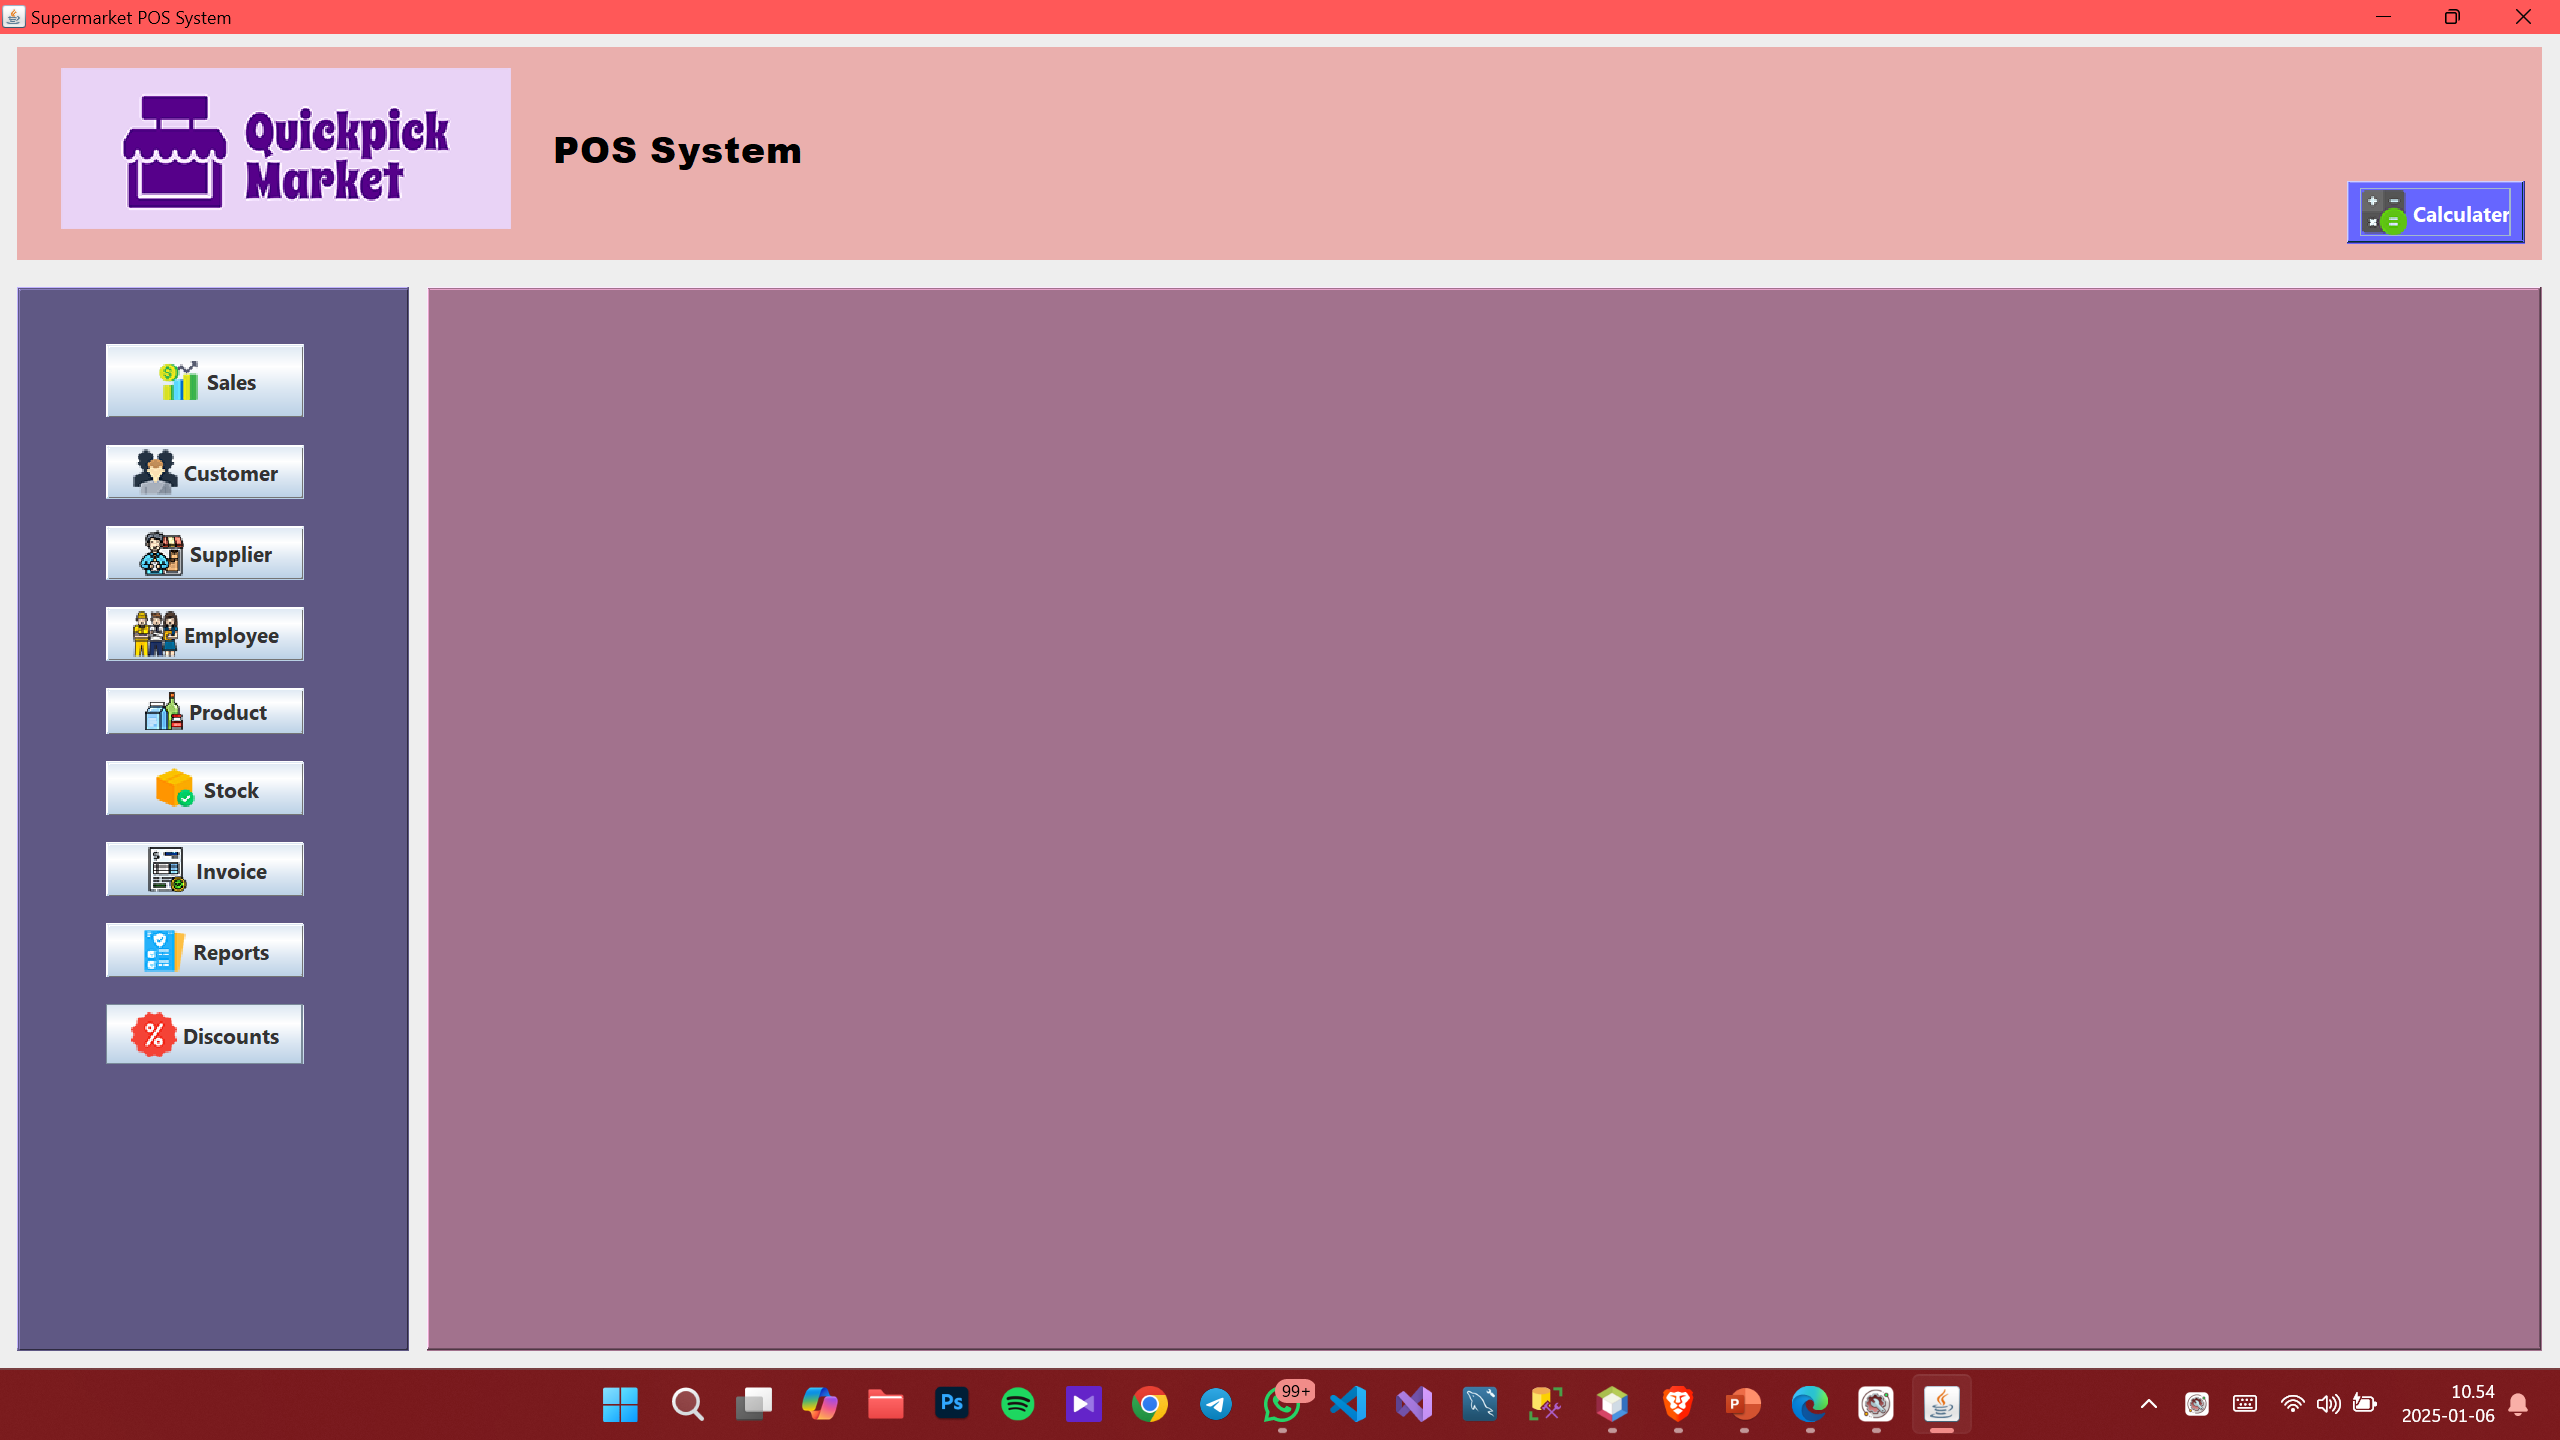 Supermarket POS System
Quickpick
Market
POS System
Calculater
Sales
Customer
Supplier
Employee
Product
Stock
Invoice
Reports
Discounts
Ps
99+
P
10.54
2025-01-06